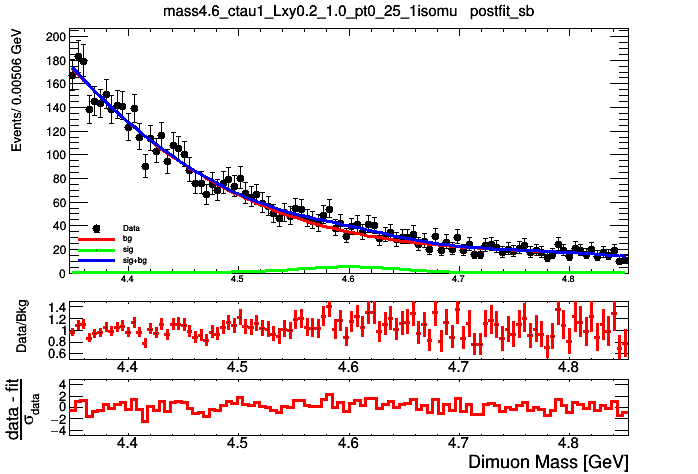 mass4.6_ctau1_Lxy0.2_1.0_pt0_25_1isomu postfit_sb
Events/ 0.00506 GeV
200
180
160
140
120
100
80
60
40
20
0
Data
bg
sig
sig+bg
4.4 4.5 4.6 4.7 4.8
Data/Bkg
1.4
1.2
1
0.8
0.6
4.4 4.5 4.6 4.7 4.8
data - fit
σdata
4
2
0
−2
−4
4.4 4.5 4.6 4.7 4.8
Dimuon Mass [GeV]